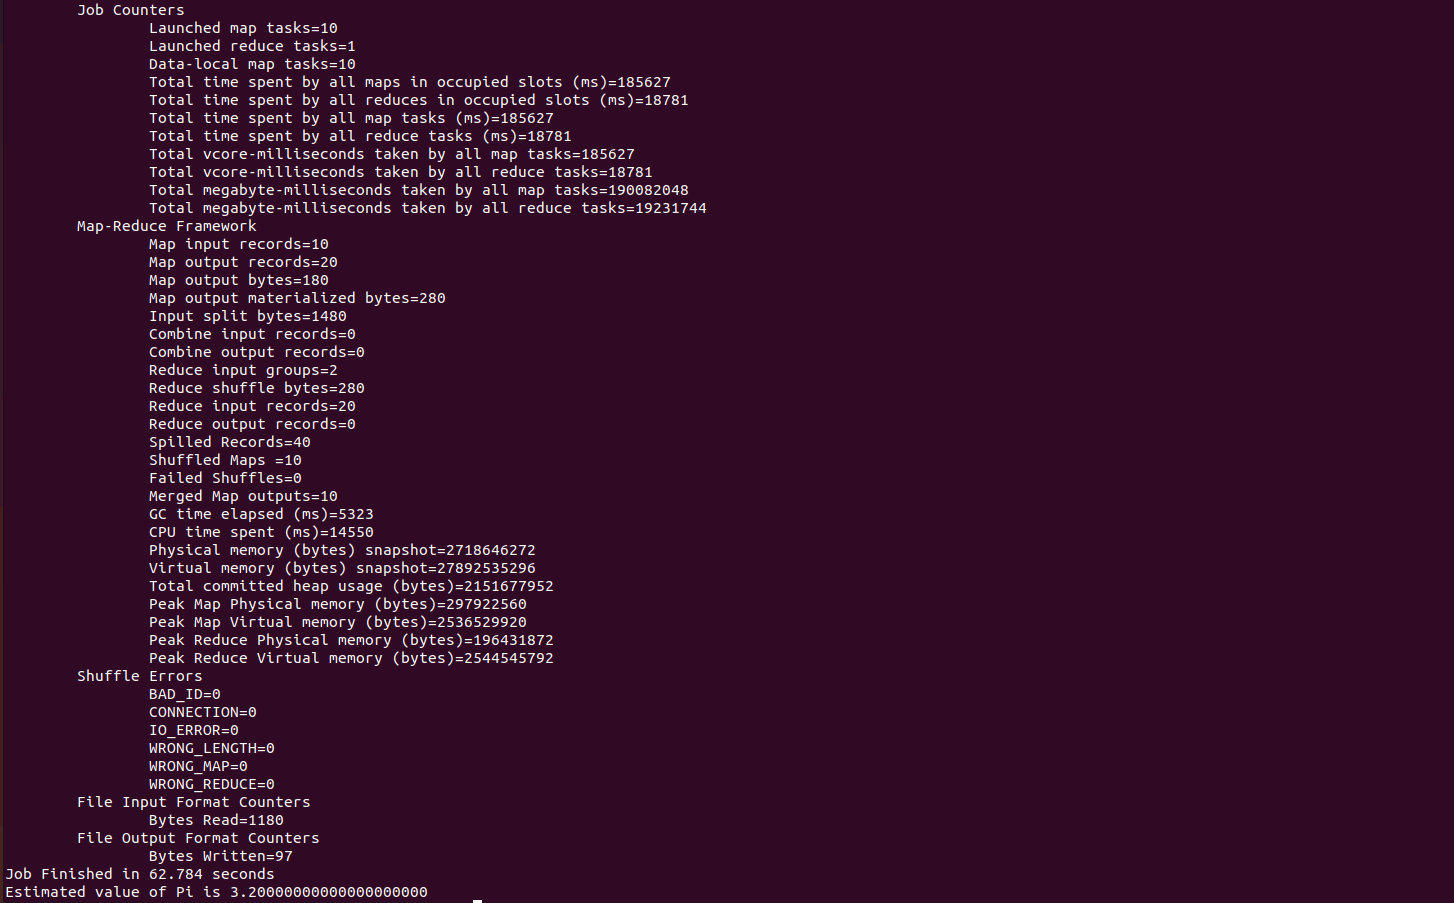 Job Counters
Launched map tasks=10
Launched reduce tasks=1
Data-local map tasks=10
Total time spent by all maps in occupied slots (ms)=185627
Total time spent by all reduces in occupied slots (ms)=18781
Total time spent by all map tasks (ms)=185627
Total time spent by all reduce tasks (ms)=18781
Total vcore-milliseconds taken by all map tasks=185627
Total vcore-milliseconds taken by all reduce tasks=18781
Total megabyte-milliseconds taken by all map tasks=190082048
Total megabyte-milliseconds taken by all reduce tasks=19231744
Map-Reduce Framework
Map input records=10
Map output records=20
Map output bytes=180
Map output materialized bytes=280
Input split bytes=1480
Combine input records=0
Combine output records=0
Reduce input groups=2
Reduce shuffle bytes=280
Reduce input records=20
Reduce output records=0
Spilled Records=40
Shuffled Maps =10
Failed Shuffles=0
Merged Map outputs=10
GC time elapsed (ms)=5323
CPU time spent (ms)=14550
Physical memory (bytes) snapshot=2718646272
Virtual memory (bytes) snapshot=27892535296
Total committed heap usage (bytes)=2151677952
Peak Map Physical memory (bytes)=297922560
Peak Map Virtual memory (bytes)=2536529920
Peak Reduce Physical memory (bytes)=196431872
Peak Reduce Virtual memory (bytes)=2544545792
Shuffle Errors
BAD_ID=0
CONNECTION=0
IO_ERROR=0
WRONG_LENGTH=0
WRONG_MAP=0
WRONG_REDUCE=0
File Input Format Counters
Bytes Read=1180
File Output Format Counters
Bytes Written=97
Job Finished in 62.784 seconds
Estimated value of Pi is 3.20000000000000000000